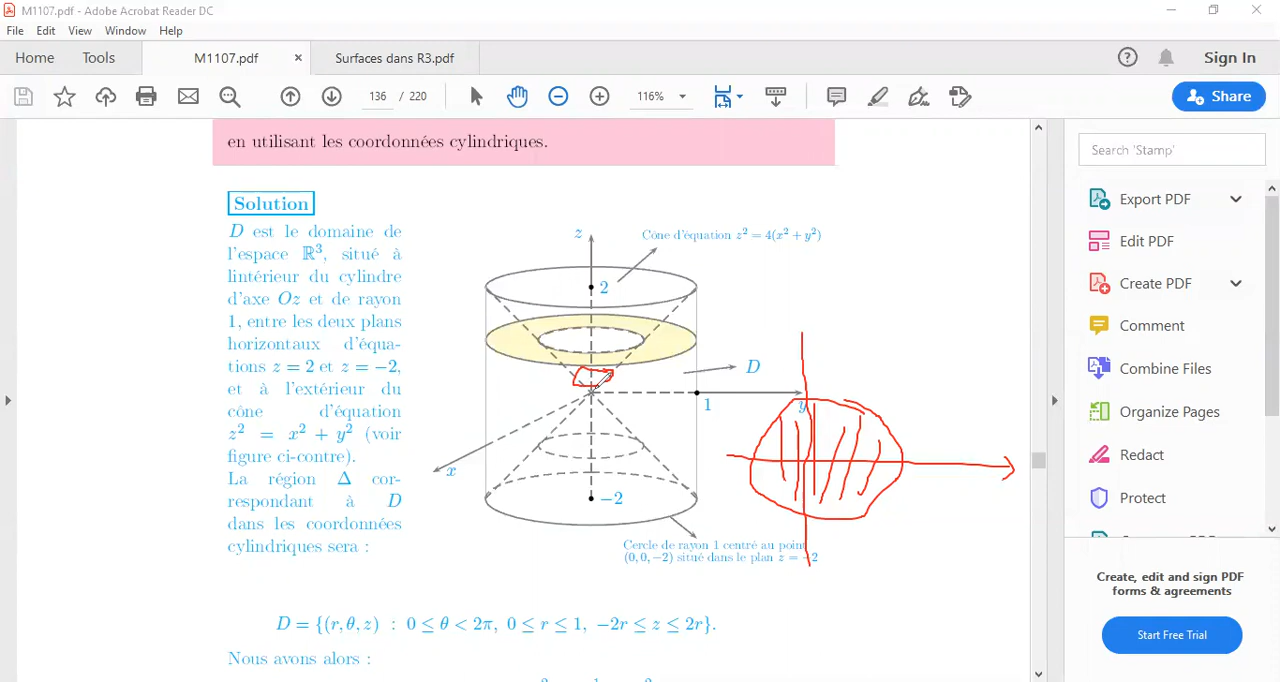 M1107.pdf - Adobe Acrobat Reader DC
File Edit View Window Help
Home Tools M1107.pdf × Surfaces dans R3.pdf Sign In
136 / 220 116% Share
en utilisant les coordonnées cylindriques.
Solution
D est le domaine de
l'espace ℝ³, situé à
lintérieur du cylindre
d'axe Oz et de rayon
1, entre les deux plans
horizontaux d'équa-
tions z = 2 et z = −2,
et à l'extérieur du
cône d'équation
z² = x² + y² (voir
figure ci-contre).
La région Δ cor-
respondant à D
dans les coordonnées
cylindriques sera :
z
Cône d'équation z² = 4(x² + y²)
2
D
1
y
x
−2
Cercle de rayon 1 centré au point
(0, 0, −2) situé dans le plan z = −2
D = {(r, θ, z) : 0 ≤ θ < 2π, 0 ≤ r ≤ 1, −2r ≤ z ≤ 2r}.
Nous avons alors :
Search 'Stamp'
Export PDF
Edit PDF
Create PDF
Comment
Combine Files
Organize Pages
Redact
Protect
Create, edit and sign PDF
forms & agreements
Start Free Trial